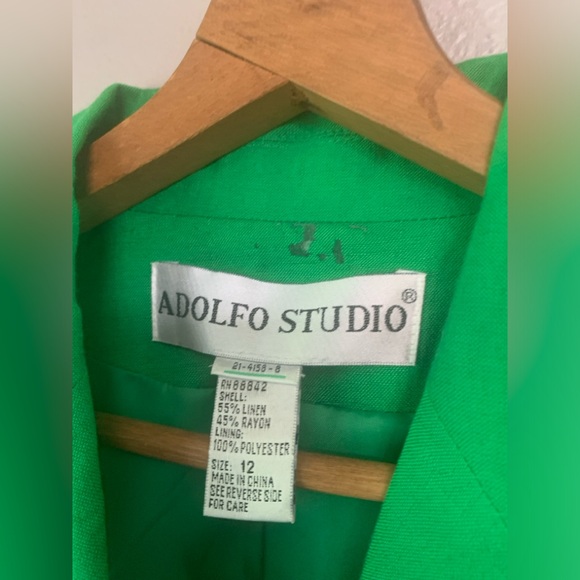 ADOLFO STUDIO®
21-4158-8
RN88842
SHELL:
55% LINEN
45% RAYON
LINING:
100% POLYESTER
SIZE: 12
MADE IN CHINA
SEE REVERSE SIDE
FOR CARE